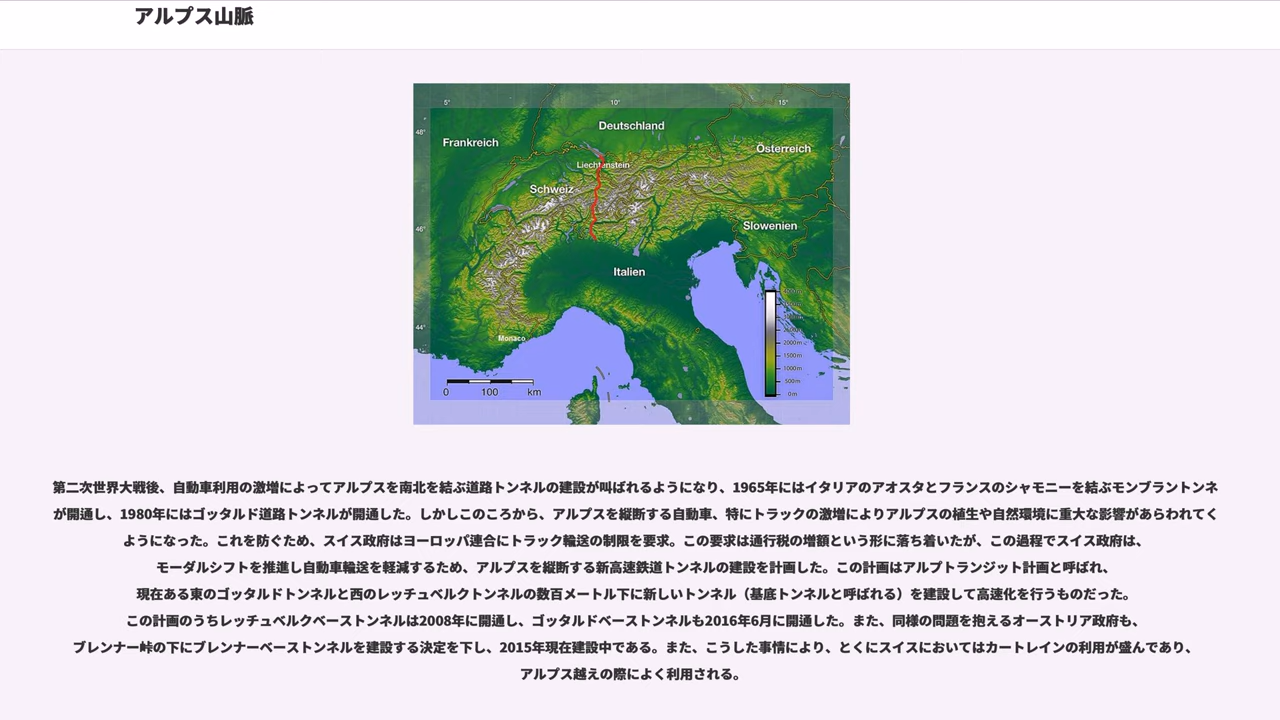 アルプス山脈
5°
10°
15°
48°
Deutschland
Frankreich
Österreich
Liechtenstein
Schweiz
46°
Slowenien
Italien
44°
Monaco
2000m
1500m
1000m
500m
0m
0 100 km
第二次世界大戦後、自動車利用の激増によってアルプスを南北を結ぶ道路トンネルの建設が叫ばれるようになり、1965年にはイタリアのアオスタとフランスのシャモニーを結ぶモンブラントンネ
が開通し、1980年にはゴッタルド道路トンネルが開通した。しかしこのころから、アルプスを縦断する自動車、特にトラックの激増によりアルプスの植生や自然環境に重大な影響があらわれてく
ようになった。これを防ぐため、スイス政府はヨーロッパ連合にトラック輸送の制限を要求。この要求は通行税の増額という形に落ち着いたが、この過程でスイス政府は、
モーダルシフトを推進し自動車輸送を軽減するため、アルプスを縦断する新高速鉄道トンネルの建設を計画した。この計画はアルプトランジット計画と呼ばれ、
現在ある東のゴッタルドトンネルと西のレッチュベルクトンネルの数百メートル下に新しいトンネル（基底トンネルと呼ばれる）を建設して高速化を行うものだった。
この計画のうちレッチュベルクベーストンネルは2008年に開通し、ゴッタルドベーストンネルも2016年6月に開通した。また、同様の問題を抱えるオーストリア政府も、
ブレンナー峠の下にブレンナーベーストンネルを建設する決定を下し、2015年現在建設中である。また、こうした事情により、とくにスイスにおいてはカートレインの利用が盛んであり、
アルプス越えの際によく利用される。